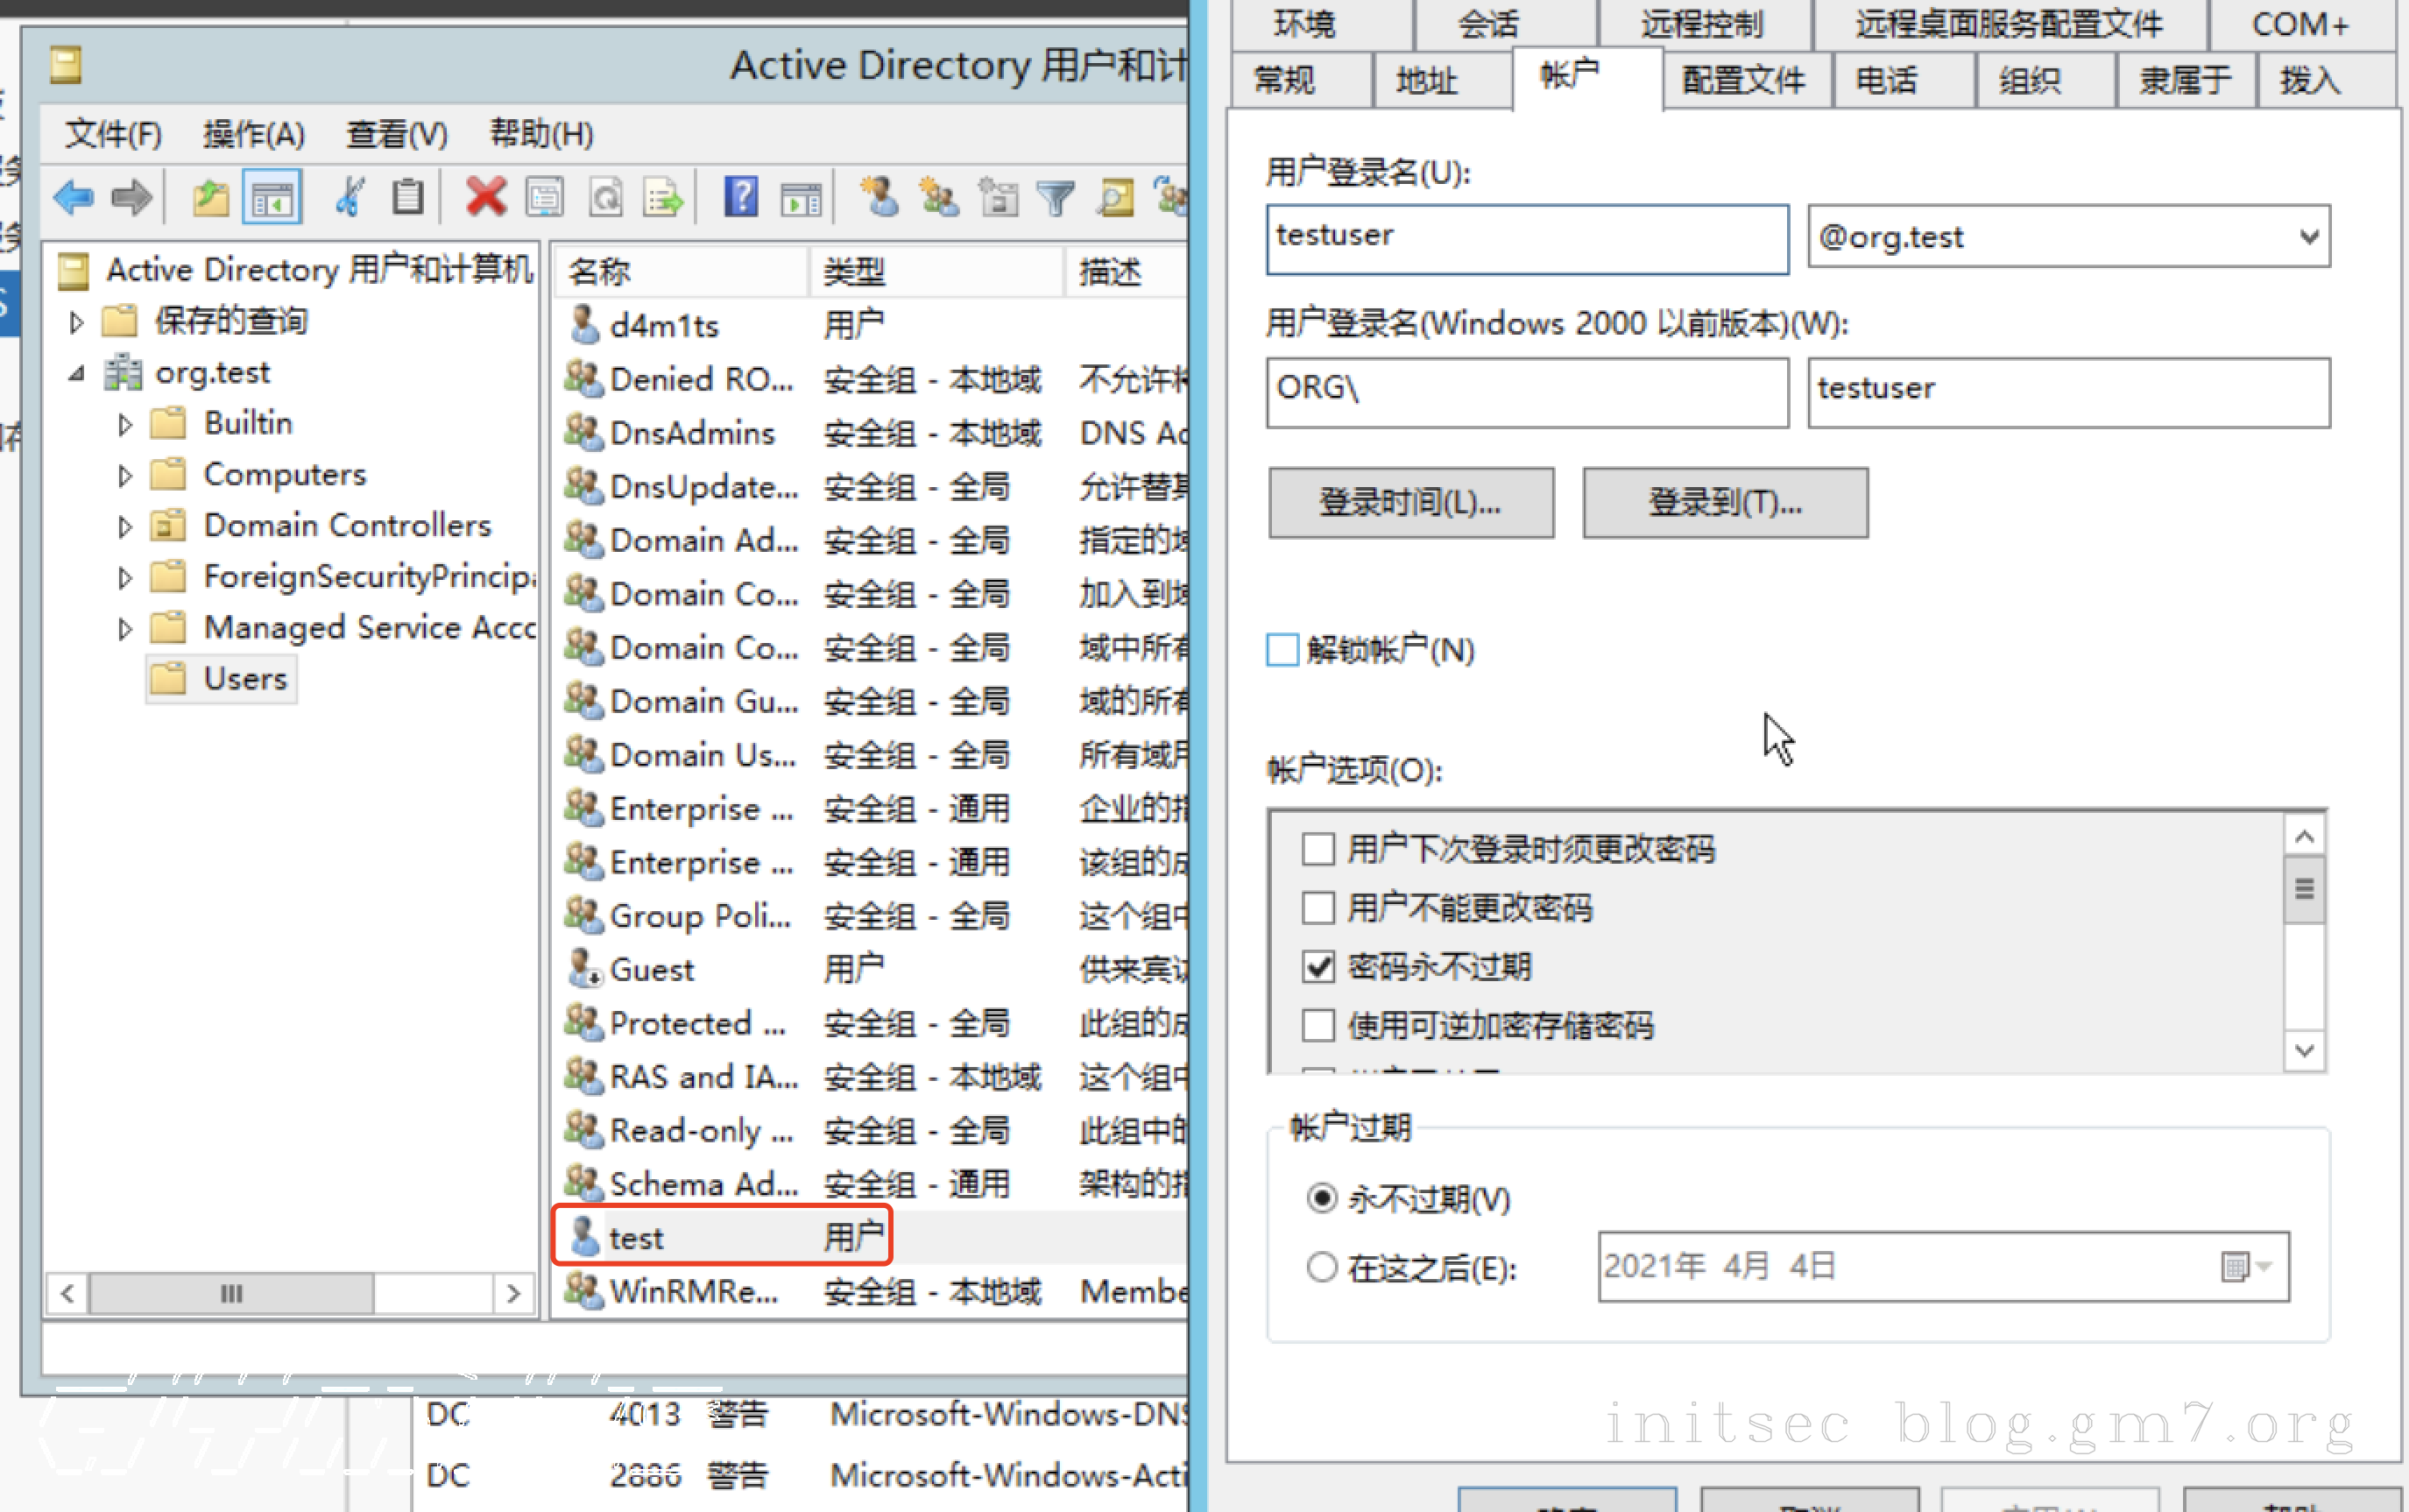 Active Directory 用户和计
文件(F) 操作(A) 查看(V) 帮助(H)
Active Directory 用户和计算机
保存的查询
org.test
Builtin
Computers
Domain Controllers
ForeignSecurityPrincip
Managed Service Acc
Users
名称 类型 描述
d4m1ts 用户
Denied RO... 安全组 - 本地域 不允许
DnsAdmins 安全组 - 本地域 DNS Ad
DnsUpdate... 安全组 - 全局 允许替
Domain Ad... 安全组 - 全局 指定的
Domain Co... 安全组 - 全局 加入到
Domain Co... 安全组 - 全局 域中所有
Domain Gu... 安全组 - 全局 域的所有
Domain Us... 安全组 - 全局 所有域用
Enterprise ... 安全组 - 通用 企业的指
Enterprise ... 安全组 - 通用 该组的成
Group Poli... 安全组 - 全局 这个组中
Guest 用户 供来宾访
Protected ... 安全组 - 全局 此组的成
RAS and IA... 安全组 - 本地域 这个组中
Read-only ... 安全组 - 全局 此组中的
Schema Ad... 安全组 - 通用 架构的指
test 用户
WinRMRe... 安全组 - 本地域 Membe
DC 4013 警告 Microsoft-Windows-DNS
DC 2886 警告 Microsoft-Windows-Acti
环境 会话 远程控制 远程桌面服务配置文件 COM+
常规 地址 帐户 配置文件 电话 组织 隶属于 拨入
用户登录名(U):
testuser @org.test
用户登录名(Windows 2000 以前版本)(W):
ORG\ testuser
登录时间(L)... 登录到(T)...
解锁帐户(N)
帐户选项(O):
用户下次登录时须更改密码
用户不能更改密码
密码永不过期
使用可逆加密存储密码
帐户过期
永不过期(V)
在这之后(E): 2021年 4月 4日
initsec blog.gm7.org